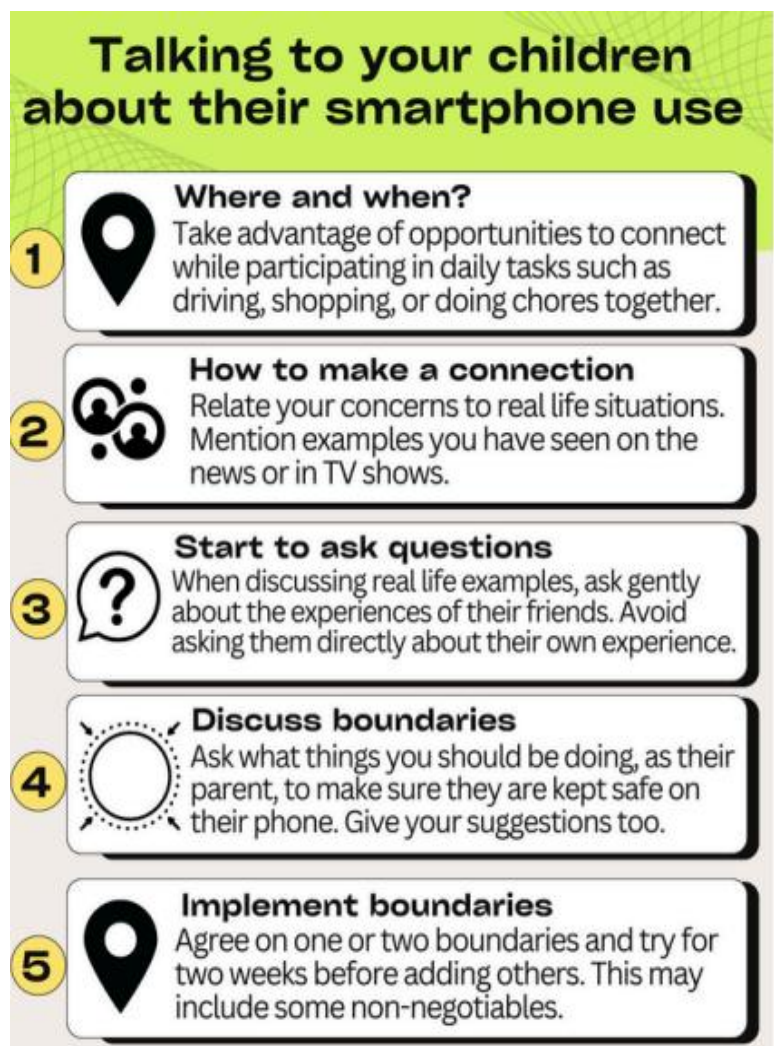 Talking to your children
about their smartphone use
1
Where and when?
Take advantage of opportunities to connect
while participating in daily tasks such as
driving, shopping, or doing chores together.
2
How to make a connection
Relate your concerns to real life situations.
Mention examples you have seen on the
news or in TV shows.
3
Start to ask questions
When discussing real life examples, ask gently
about the experiences of their friends. Avoid
asking them directly about their own experience.
4
Discuss boundaries
Ask what things you should be doing, as their
parent, to make sure they are kept safe on
their phone. Give your suggestions too.
5
Implement boundaries
Agree on one or two boundaries and try for
two weeks before adding others. This may
include some non-negotiables.